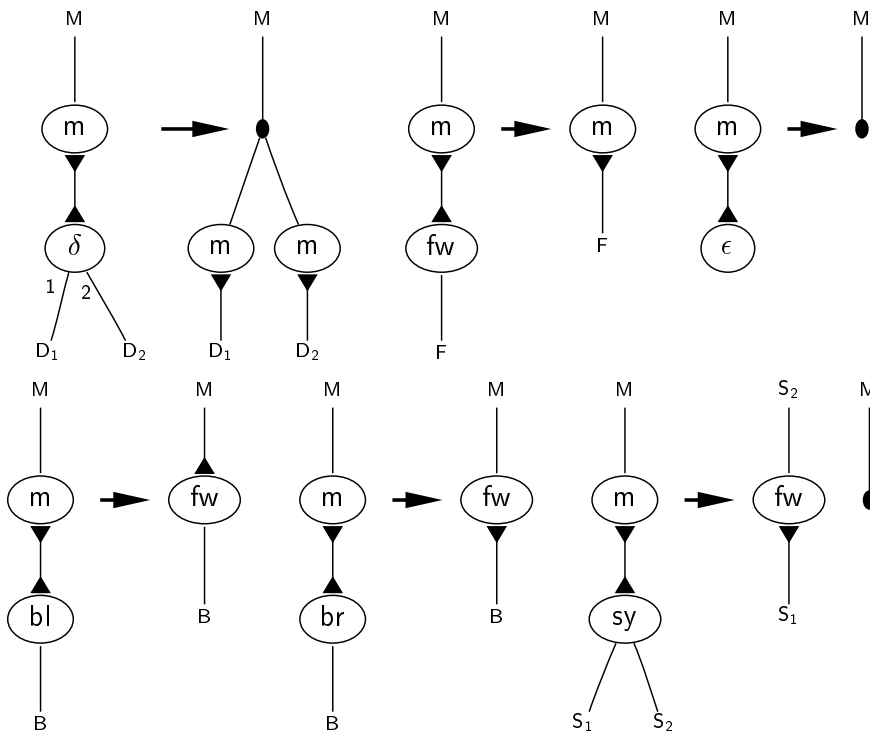 M M M M M M
m m m m
δ m m fw F ϵ
1 2
D₁ D₂ D₁ D₂ F
M M M M M S₂ M
m fw m fw m fw
bl B br B sy S₁
B B S₁ S₂